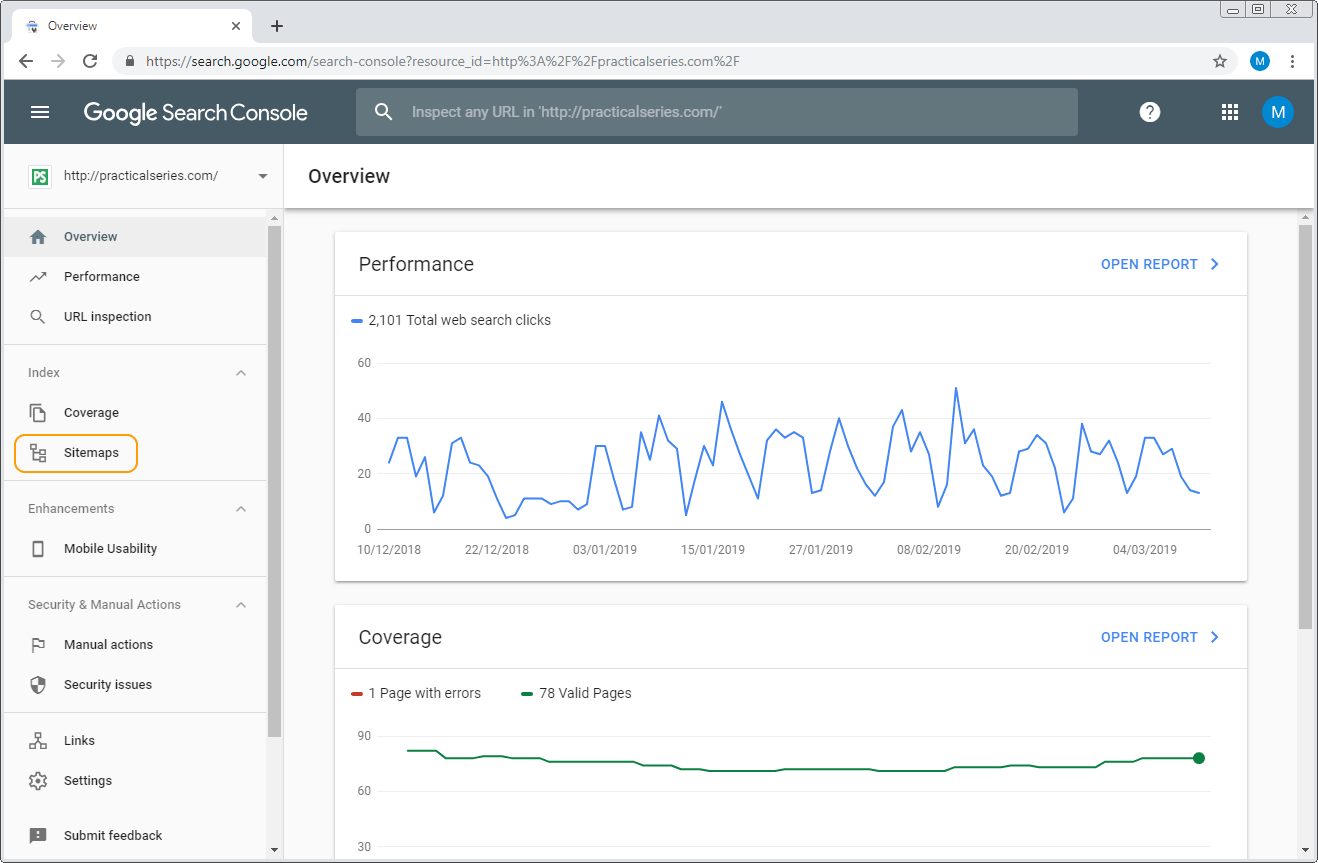 Overview
https://search.google.com/search-console?resource_id=http%3A%2F%2Fpracticalseries.com%2F
M
Google Search Console
Inspect any URL in 'http://practicalseries.com/'
?
M
PS
http://practicalseries.com/
Overview
Overview
Performance
URL inspection
Index
Coverage
Sitemaps
Enhancements
Mobile Usability
Security & Manual Actions
Manual actions
Security issues
Links
Settings
Submit feedback
Performance
OPEN REPORT
2,101 Total web search clicks
60
40
20
0
10/12/2018 22/12/2018 03/01/2019 15/01/2019 27/01/2019 08/02/2019 20/02/2019 04/03/2019
Coverage
OPEN REPORT
1 Page with errors 78 Valid Pages
90
60
30